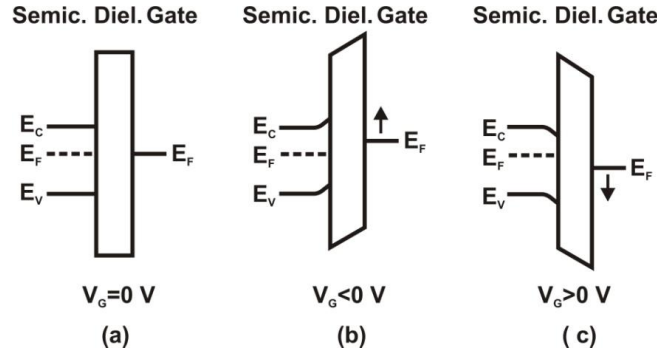 Semic. Diel. Gate Semic. Diel. Gate Semic. Diel. Gate
E_C E_C E_C
E_F E_F E_F E_F E_F E_F
E_V E_V E_V
V_G=0 V V_G<0 V V_G>0 V
(a) (b) ( c)